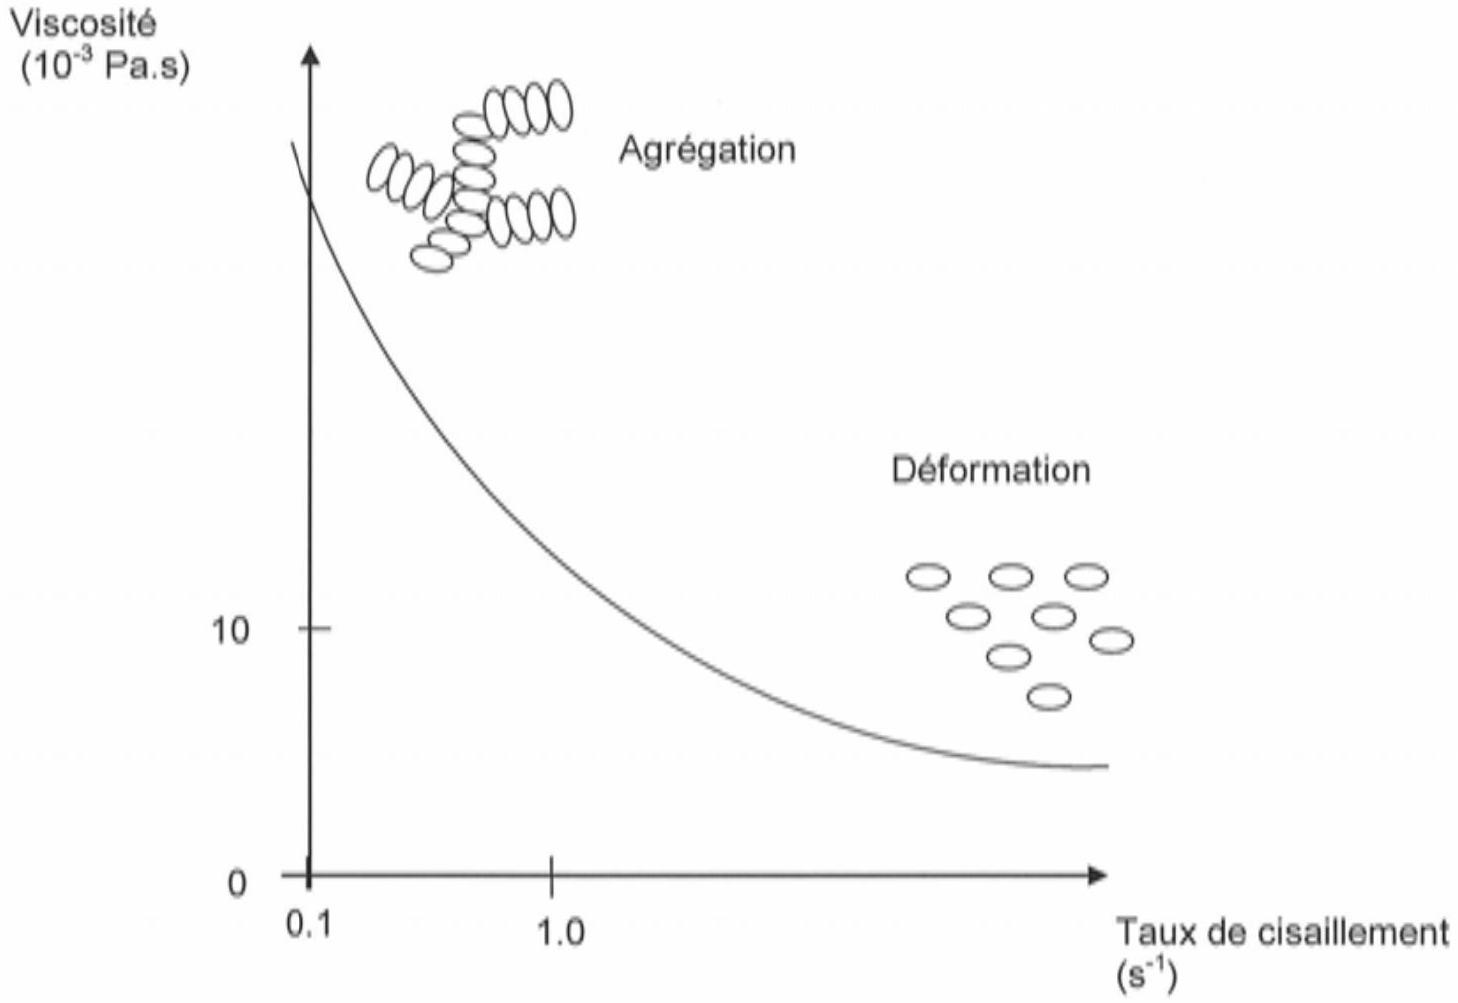 Viscosité
(10⁻³ Pa.s)
Agrégation
Déformation
10
0
0.1
1.0
Taux de cisaillement
(s⁻¹)